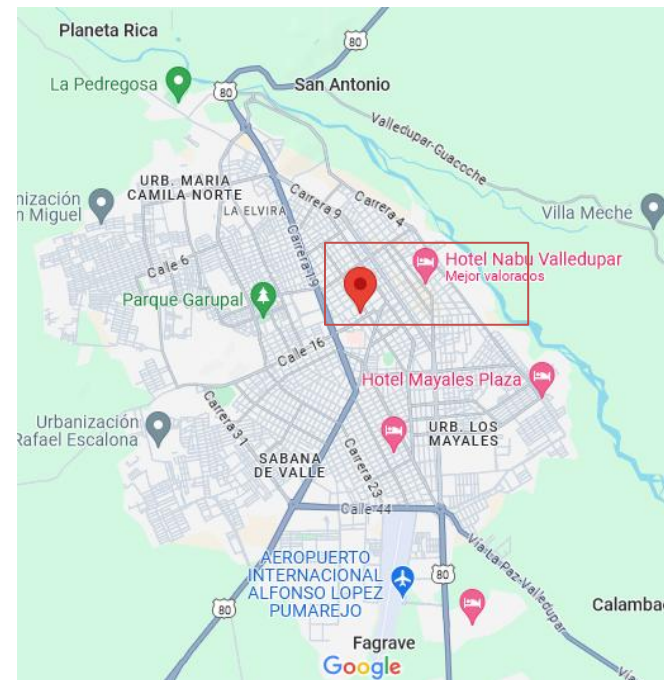 Planeta Rica
80
La Pedregosa
80
San Antonio
Valledupar-Guacoche
URB. MARIA
CAMILA NORTE
nización
n Miguel
LA ELVIRA
Carrera 9
Carrera 4
Villa Meche
Carrera 19
Calle 6
Hotel Nabu Valledupar
Mejor valorados
Parque Garupal
Calle 16
Hotel Mayales Plaza
Carrera 31
Urbanización
Rafael Escalona
URB. LOS
MAYALES
SABANA
DE VALLE
Carrera 23
Calle 44
Vía La Paz-Valledupar
AEROPUERTO
INTERNACIONAL
ALFONSO LOPEZ
PUMAREJO
80
80
Calamba
Fagrave
Google